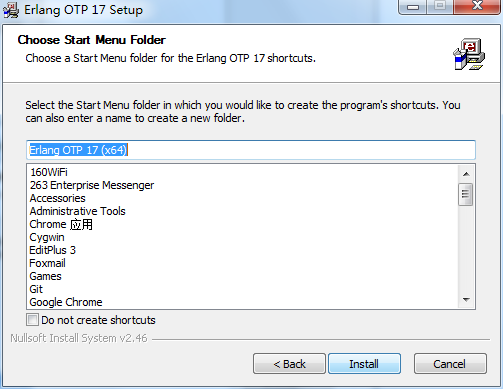 Erlang OTP 17 Setup
Choose Start Menu Folder
Choose a Start Menu folder for the Erlang OTP 17 shortcuts.
Select the Start Menu folder in which you would like to create the program's shortcuts. You
can also enter a name to create a new folder.
Erlang OTP 17 (x64)
160WiFi
263 Enterprise Messenger
Accessories
Administrative Tools
Chrome 应用
Cygwin
EditPlus 3
Foxmail
Games
Git
Google Chrome
Do not create shortcuts
Nullsoft Install System v2.46
< Back
Install
Cancel